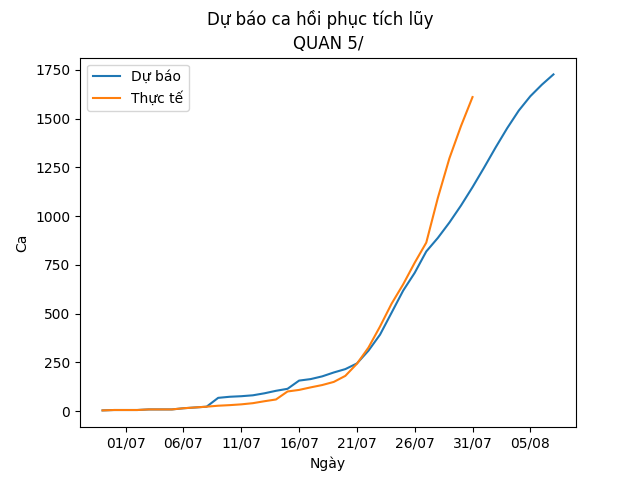 Dự báo ca hồi phục tích lũy
QUAN 5/
Dự báo
Thực tế
1750
1500
1250
1000
750
500
250
0
Ca
01/07 06/07 11/07 16/07 21/07 26/07 31/07 05/08
Ngày